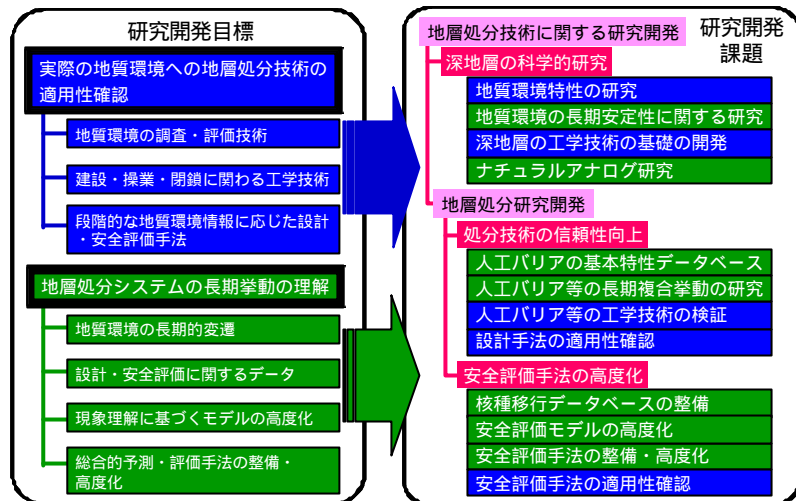 研究開発目標
実際の地質環境への地層処分技術の
適用性確認
地質環境の調査・評価技術
建設・操業・閉鎖に関わる工学技術
段階的な地質環境情報に応じた設計
・安全評価手法
地層処分システムの長期挙動の理解
地質環境の長期的変遷
設計・安全評価に関するデータ
現象理解に基づくモデルの高度化
総合的予測・評価手法の整備・
高度化
研究開発
課題
地層処分技術に関する研究開発
深地層の科学的研究
地質環境特性の研究
地質環境の長期安定性に関する研究
深地層の工学技術の基礎の開発
ナチュラルアナログ研究
地層処分研究開発
処分技術の信頼性向上
人工バリアの基本特性データベース
人工バリア等の長期複合挙動の研究
人工バリア等の工学技術の検証
設計手法の適用性確認
安全評価手法の高度化
核種移行データベースの整備
安全評価モデルの高度化
安全評価手法の整備・高度化
安全評価手法の適用性確認